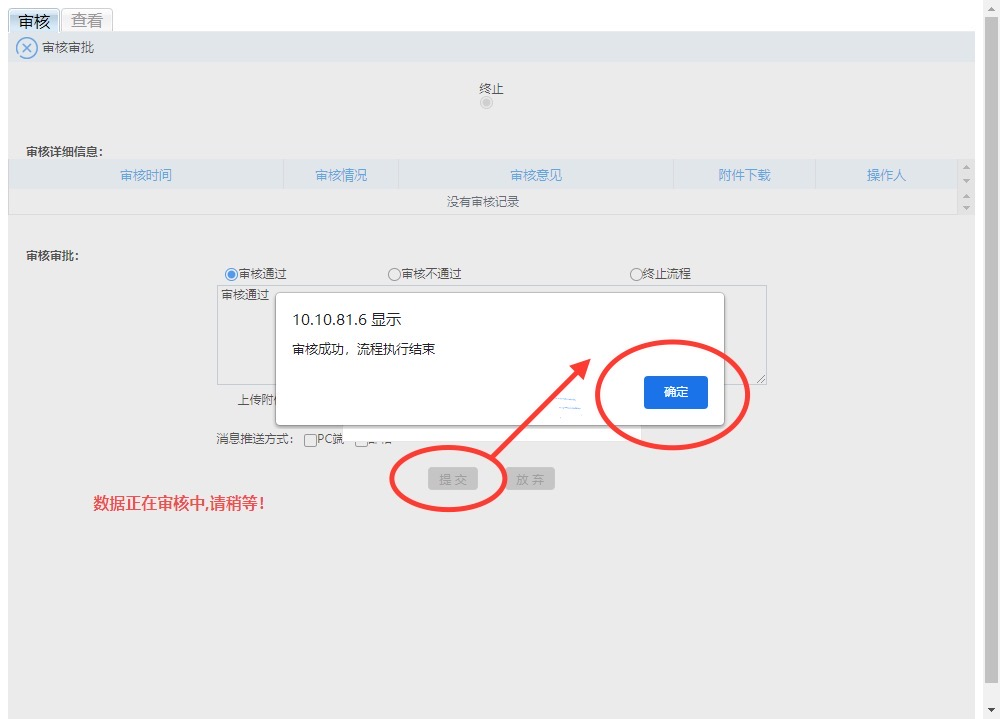 审核 查看
审核审批
终止
审核详细信息：
审核时间 审核情况 审核意见 附件下载 操作人
没有审核记录
审核审批：
审核通过 审核不通过 终止流程
审核通过
10.10.81.6 显示
审核成功，流程执行结束
确定
上传附
消息推送方式： PC端
提 交 放 弃
数据正在审核中,请稍等！